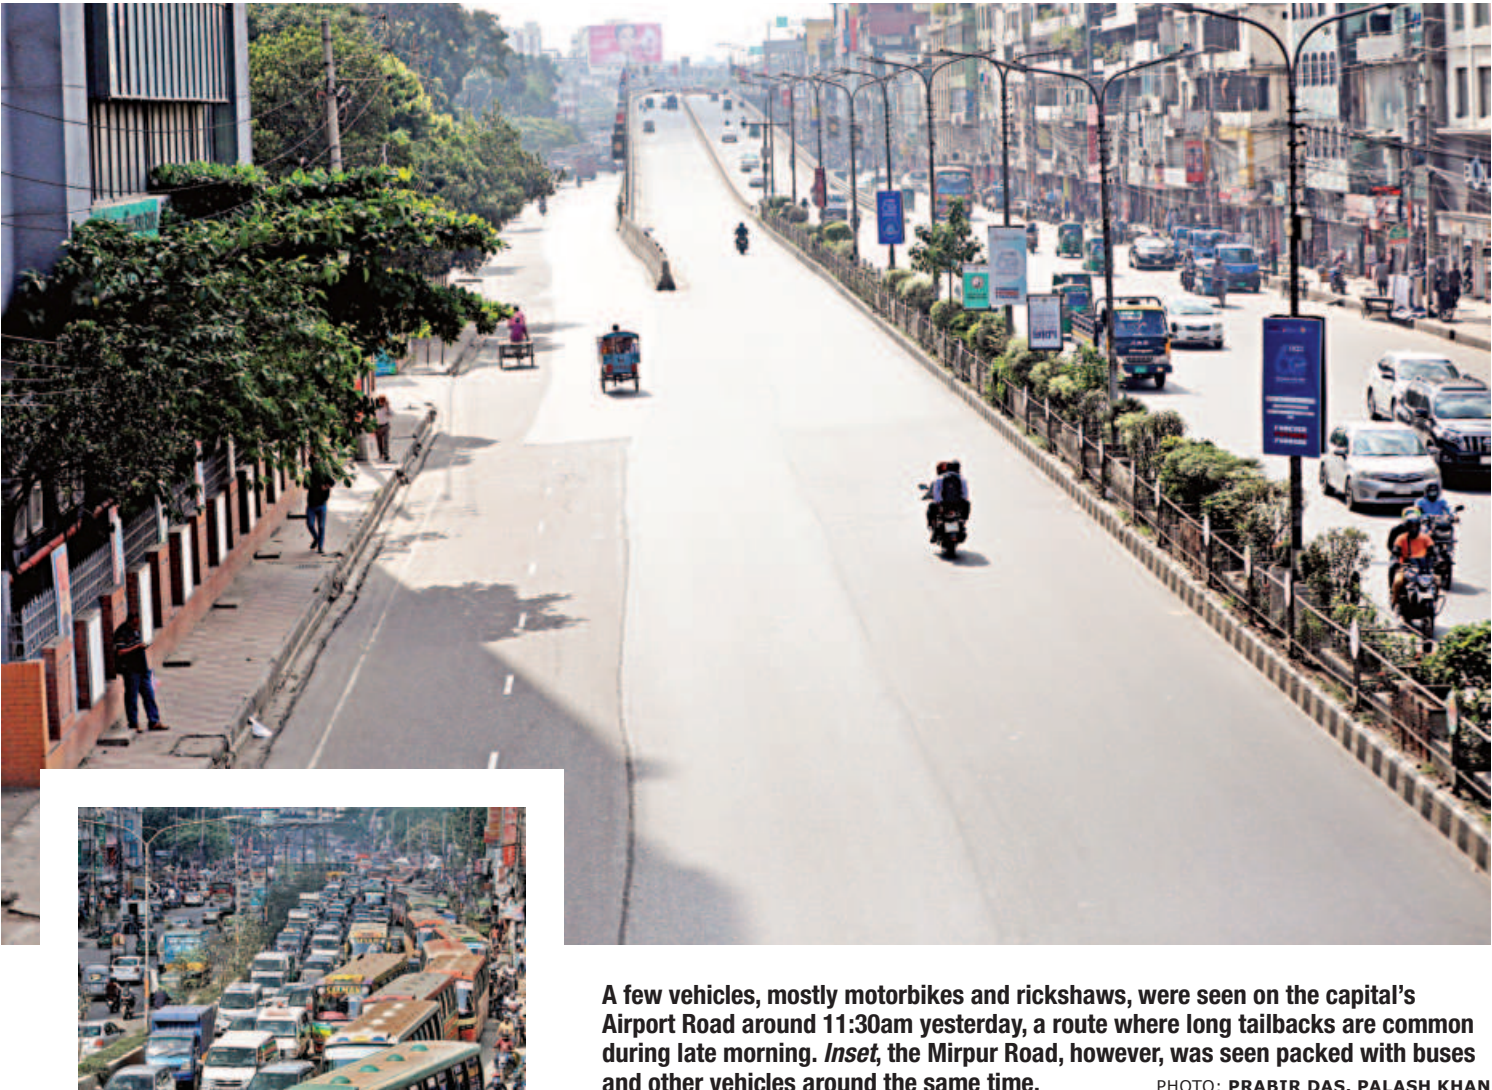 A few vehicles, mostly motorbikes and rickshaws, were seen on the capital’s
Airport Road around 11:30am yesterday, a route where long tailbacks are common
during late morning. Inset, the Mirpur Road, however, was seen packed with buses
and other vehicles around the same time.
PHOTO: PRABIR DAS, PALASH KHAN